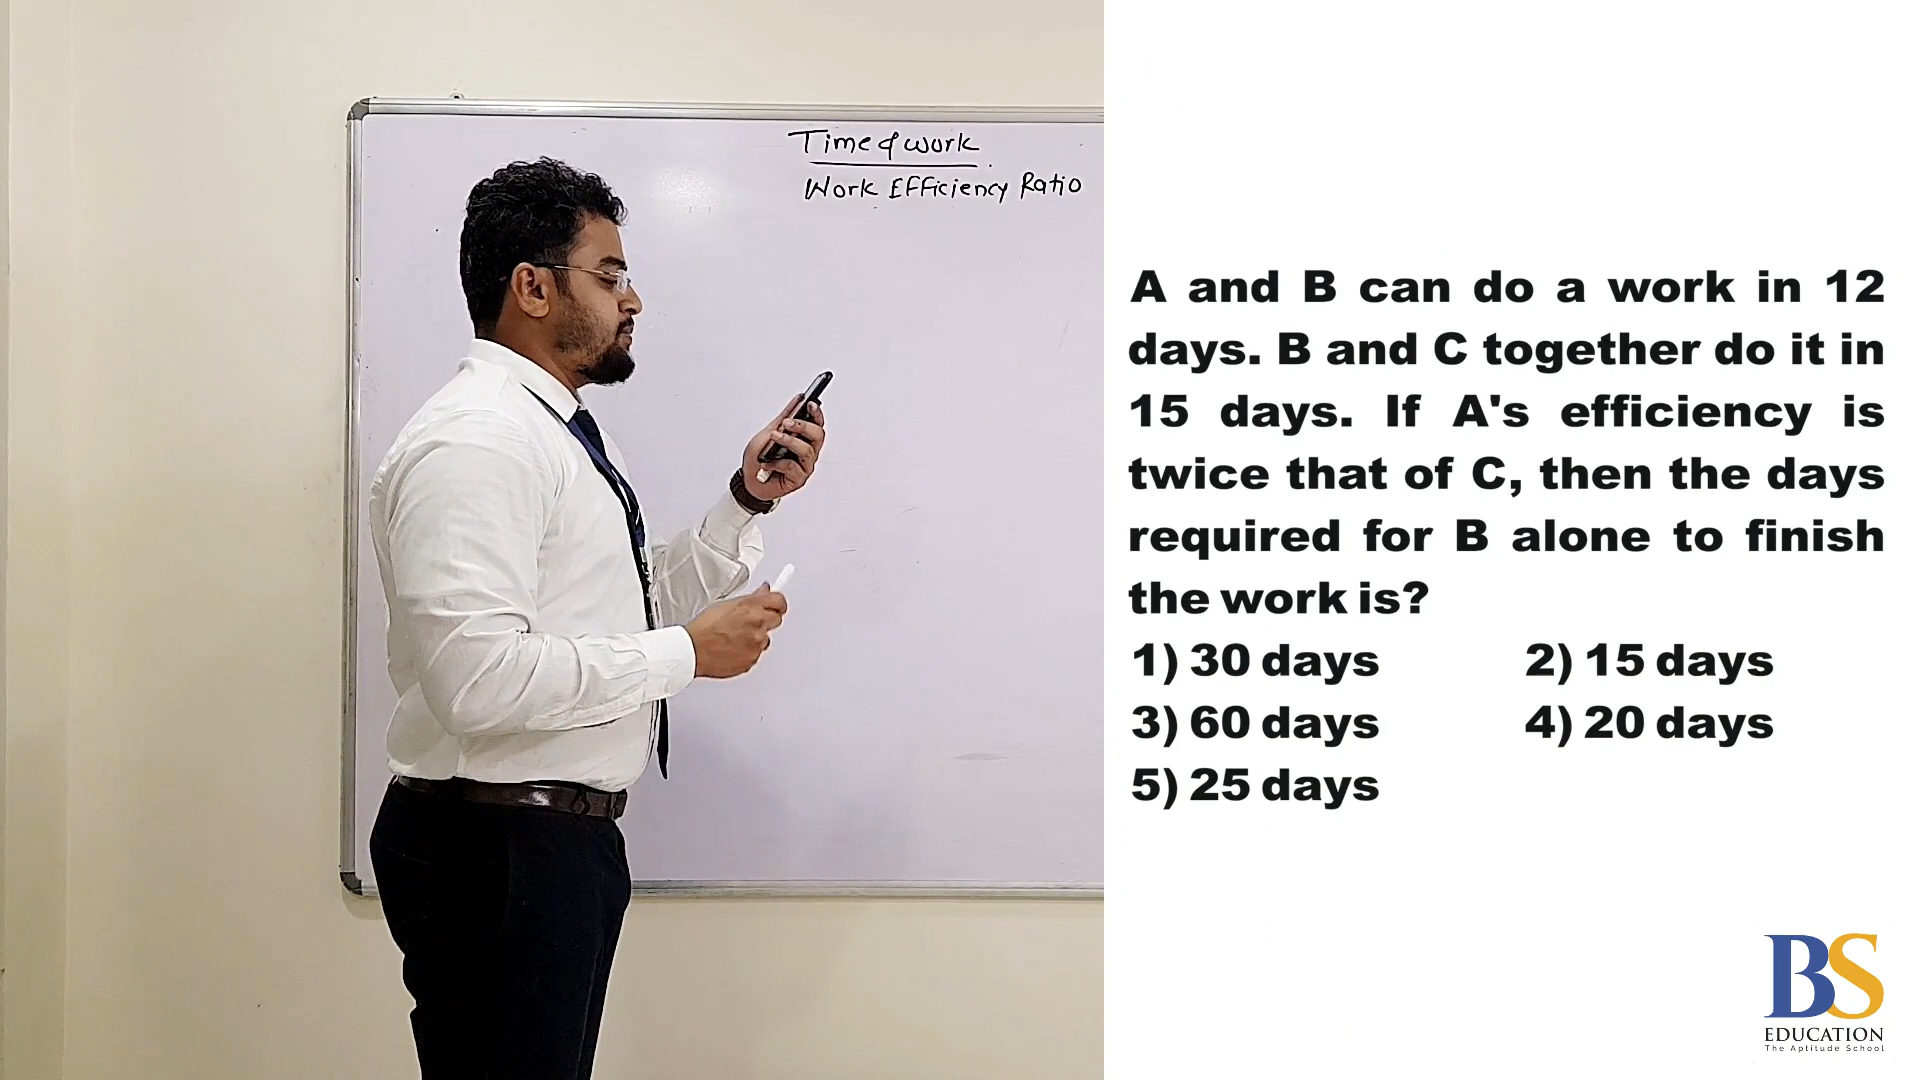 Time & work
Work Efficiency Ratio
A and B can do a work in 12
days. B and C together do it in
15 days. If A's efficiency is
twice that of C, then the days
required for B alone to finish
the work is?
1) 30 days 2) 15 days
3) 60 days 4) 20 days
5) 25 days
BS
EDUCATION
The Aptitude School